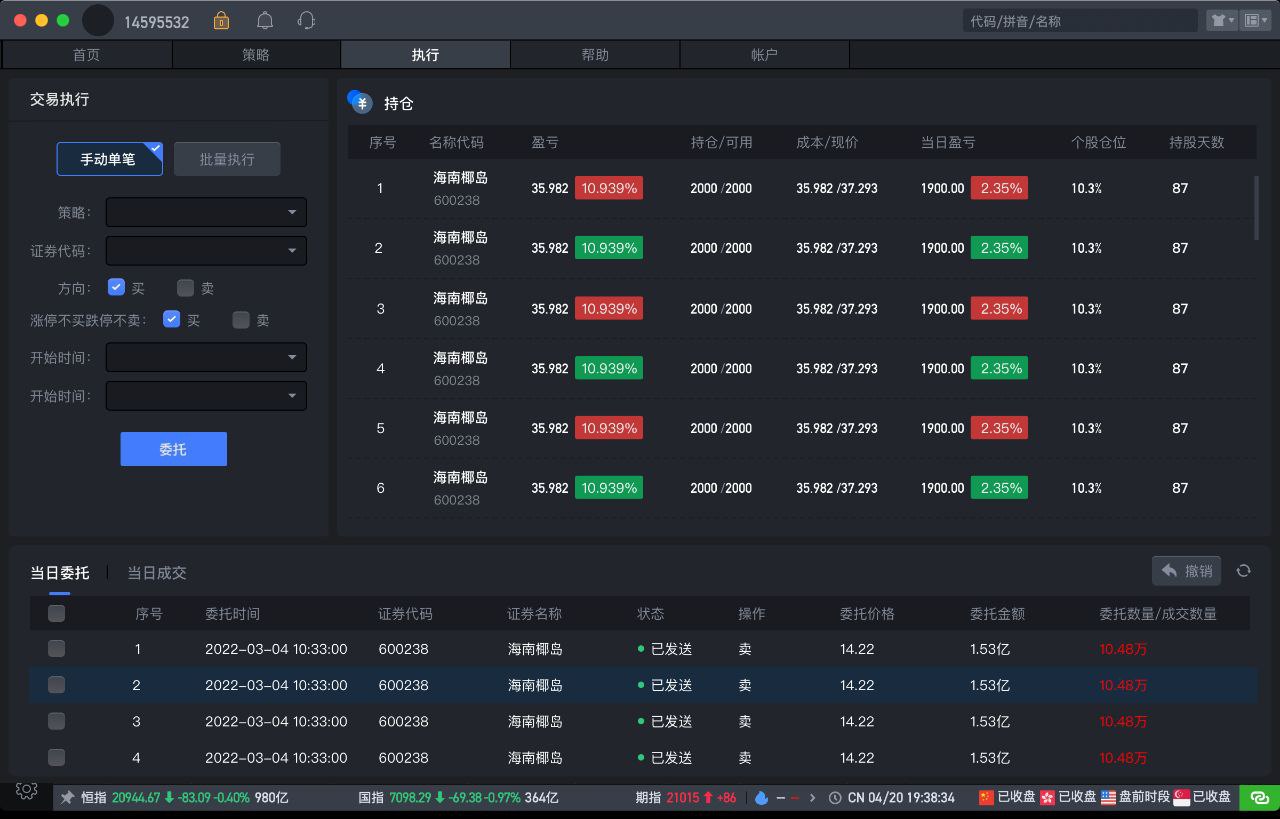 14595532 代码/拼音/名称
首页 策略 执行 帮助 帐户
交易执行
手动单笔 批量执行
策略:
证券代码:
方向: 买 卖
涨停不买跌停不卖: 买 卖
开始时间:
开始时间:
委托
¥ 持仓
序号 名称代码 盈亏 持仓/可用 成本/现价 当日盈亏 个股仓位 持股天数
1 海南椰岛 35.982 10.939% 2000 /2000 35.982 /37.293 1900.00 2.35% 10.3% 87
600238
2 海南椰岛 35.982 10.939% 2000 /2000 35.982 /37.293 1900.00 2.35% 10.3% 87
600238
3 海南椰岛 35.982 10.939% 2000 /2000 35.982 /37.293 1900.00 2.35% 10.3% 87
600238
4 海南椰岛 35.982 10.939% 2000 /2000 35.982 /37.293 1900.00 2.35% 10.3% 87
600238
5 海南椰岛 35.982 10.939% 2000 /2000 35.982 /37.293 1900.00 2.35% 10.3% 87
600238
6 海南椰岛 35.982 10.939% 2000 /2000 35.982 /37.293 1900.00 2.35% 10.3% 87
600238
当日委托 当日成交 撤销
序号 委托时间 证券代码 证券名称 状态 操作 委托价格 委托金额 委托数量/成交数量
1 2022-03-04 10:33:00 600238 海南椰岛 已发送 卖 14.22 1.53亿 10.48万
2 2022-03-04 10:33:00 600238 海南椰岛 已发送 卖 14.22 1.53亿 10.48万
3 2022-03-04 10:33:00 600238 海南椰岛 已发送 卖 14.22 1.53亿 10.48万
4 2022-03-04 10:33:00 600238 海南椰岛 已发送 卖 14.22 1.53亿 10.48万
恒指 20944.67 -83.09 -0.40% 980亿 国指 7098.29 -69.38 -0.97% 364亿 期指 21015 +86 CN 04/20 19:38:34 已收盘 已收盘 盘前时段 已收盘